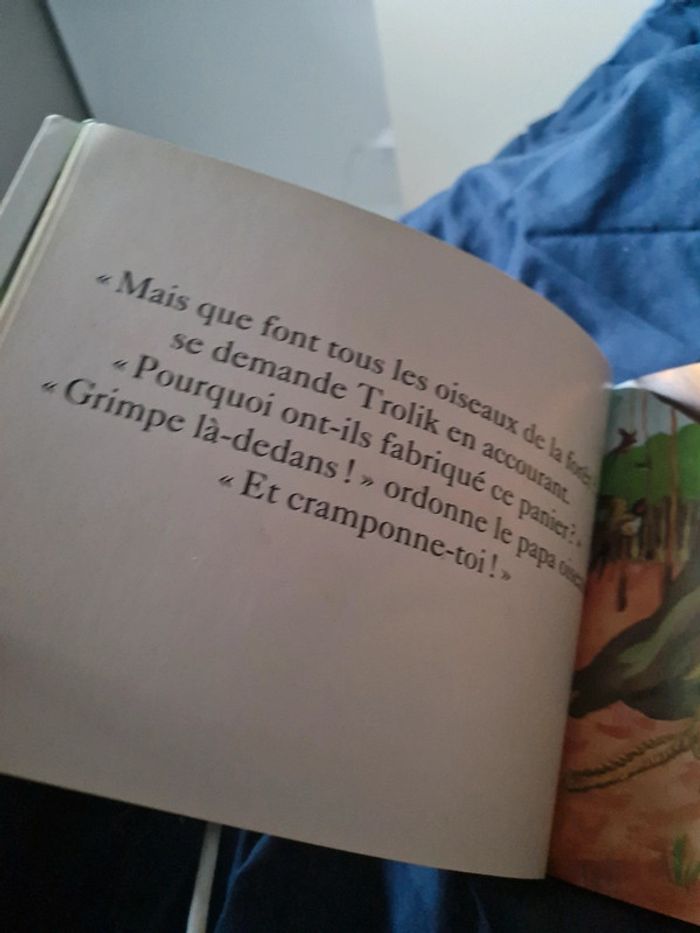 « Mais que font tous les oiseaux de la forêt
se demande Trolik en accourant.
« Pourquoi ont-ils fabriqué ce panier? »
« Grimpe là-dedans ! » ordonne le papa
« Et cramponne-toi ! »